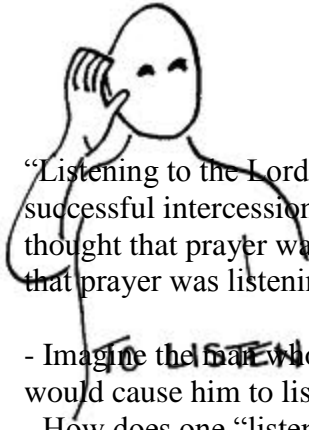 “Listening to the Lord
successful intercession
thought that prayer wa
that prayer was listenin
- Imagine the man who
TO LISTEN
would cause him to lis
How does one “listen